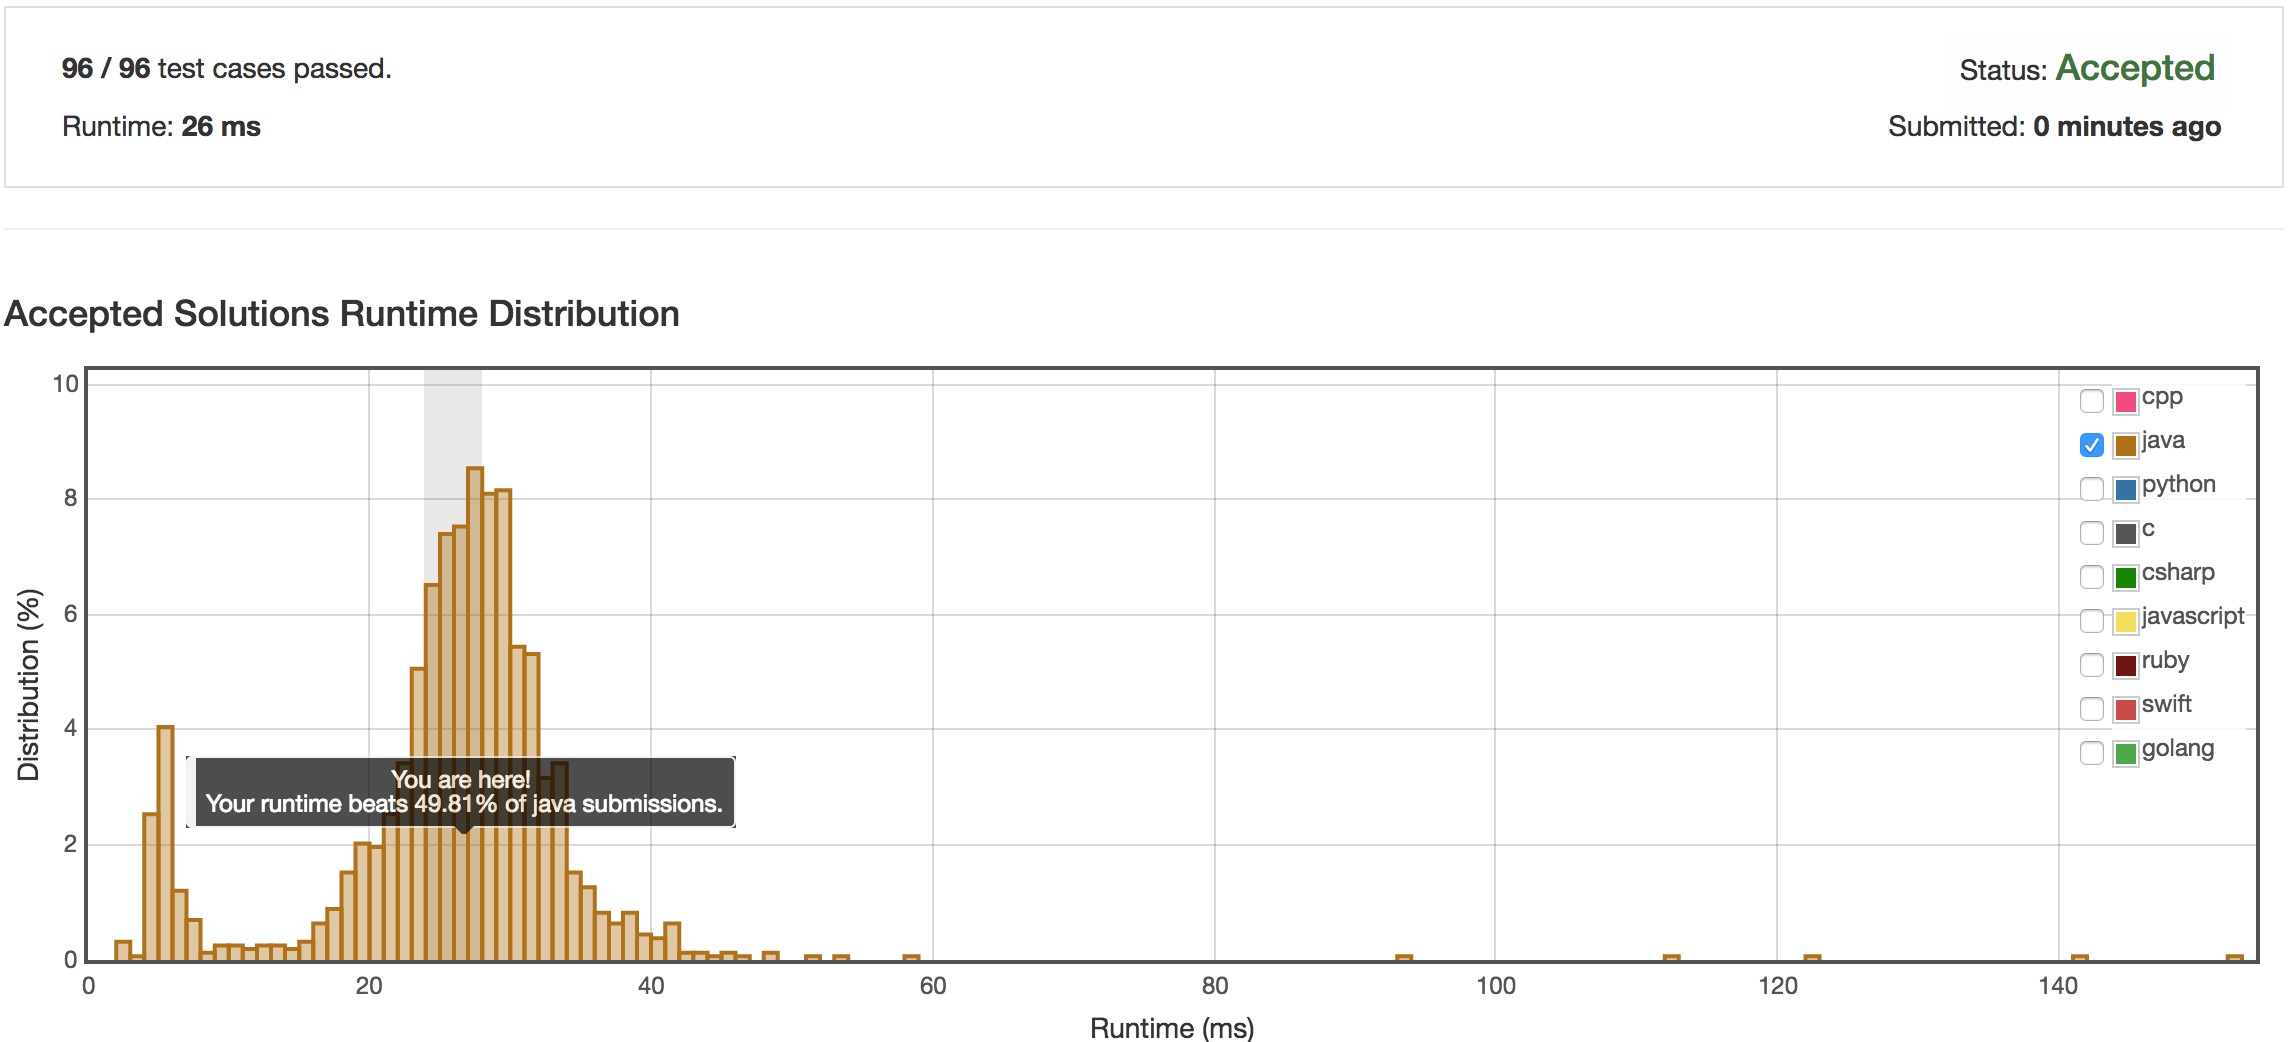 96 / 96 test cases passed.
Status: Accepted
Runtime: 26 ms
Submitted: 0 minutes ago
Accepted Solutions Runtime Distribution
10
8
6
4
2
0
Distribution (%)
You are here!
Your runtime beats 49.81% of java submissions.
cpp
java
python
c
csharp
javascript
ruby
swift
golang
0 20 40 60 80 100 120 140
Runtime (ms)